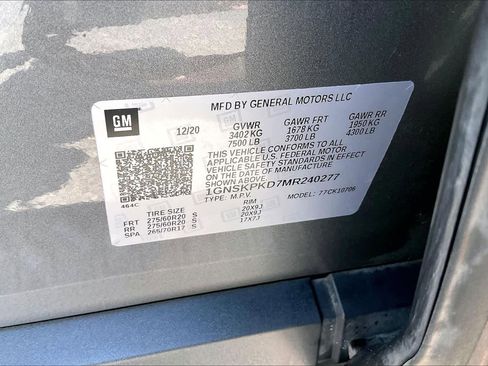 MFD BY GENERAL MOTORS LLC
GM
12/20 GVWR GAWR FRT GAWR RR
3402 KG 1678 KG 1950 KG
7500 LB 3700 LB 4300 LB
THIS VEHICLE CONFORMS TO ALL
APPLICABLE U.S. FEDERAL MOTOR
VEHICLE SAFETY STANDARDS IN EFFECT
ON THE DATE OF MANUFACTURE SHOWN ABOVE.
1GNSKPKD7MR240277
TYPE: M.P.V. MODEL: 77CK10706
464C
TIRE SIZE RIM
FRT 275/60R20 S 20X9J
RR 275/60R20 S 20X9J
SPA 265/70R17 S 17X7J